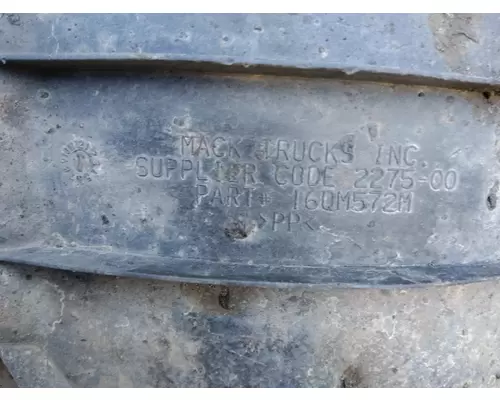 MACK TRUCKS INC.
SUPPLIER CODE 2275-00
PART# 16QM572M
>PP<